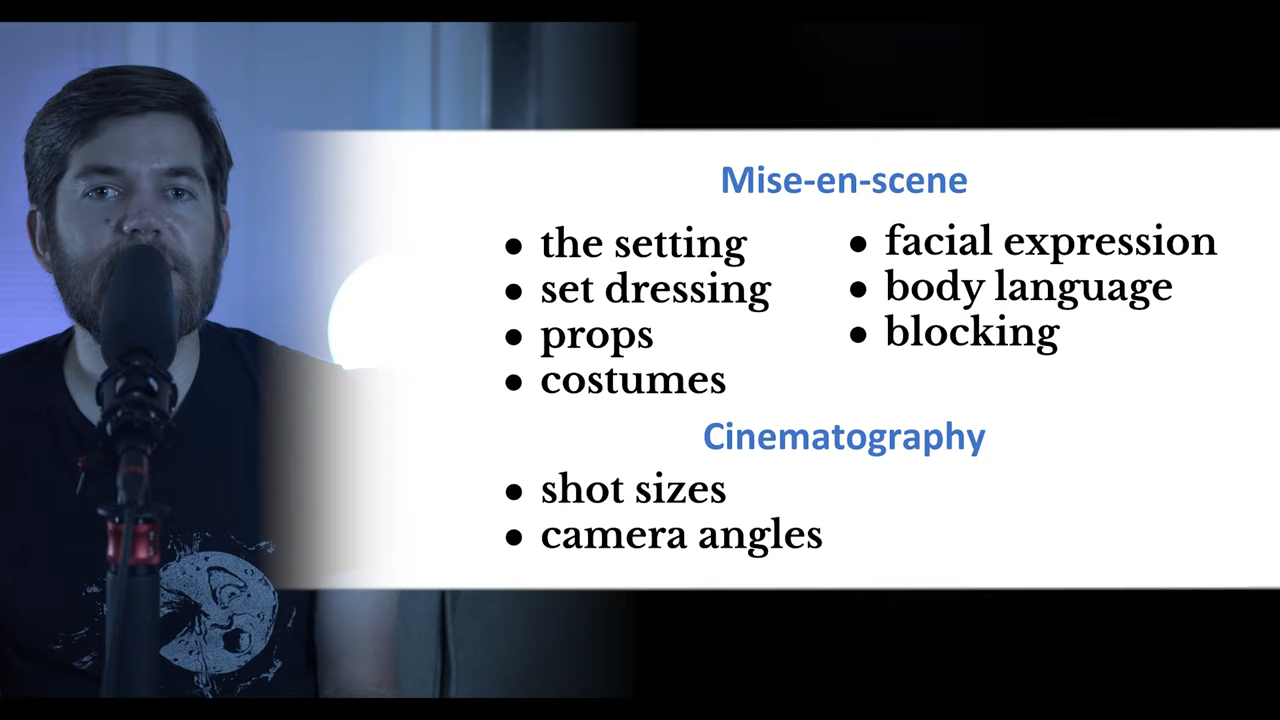 Mise-en-scene
the setting
set dressing
props
costumes
facial expression
body language
blocking
Cinematography
shot sizes
camera angles